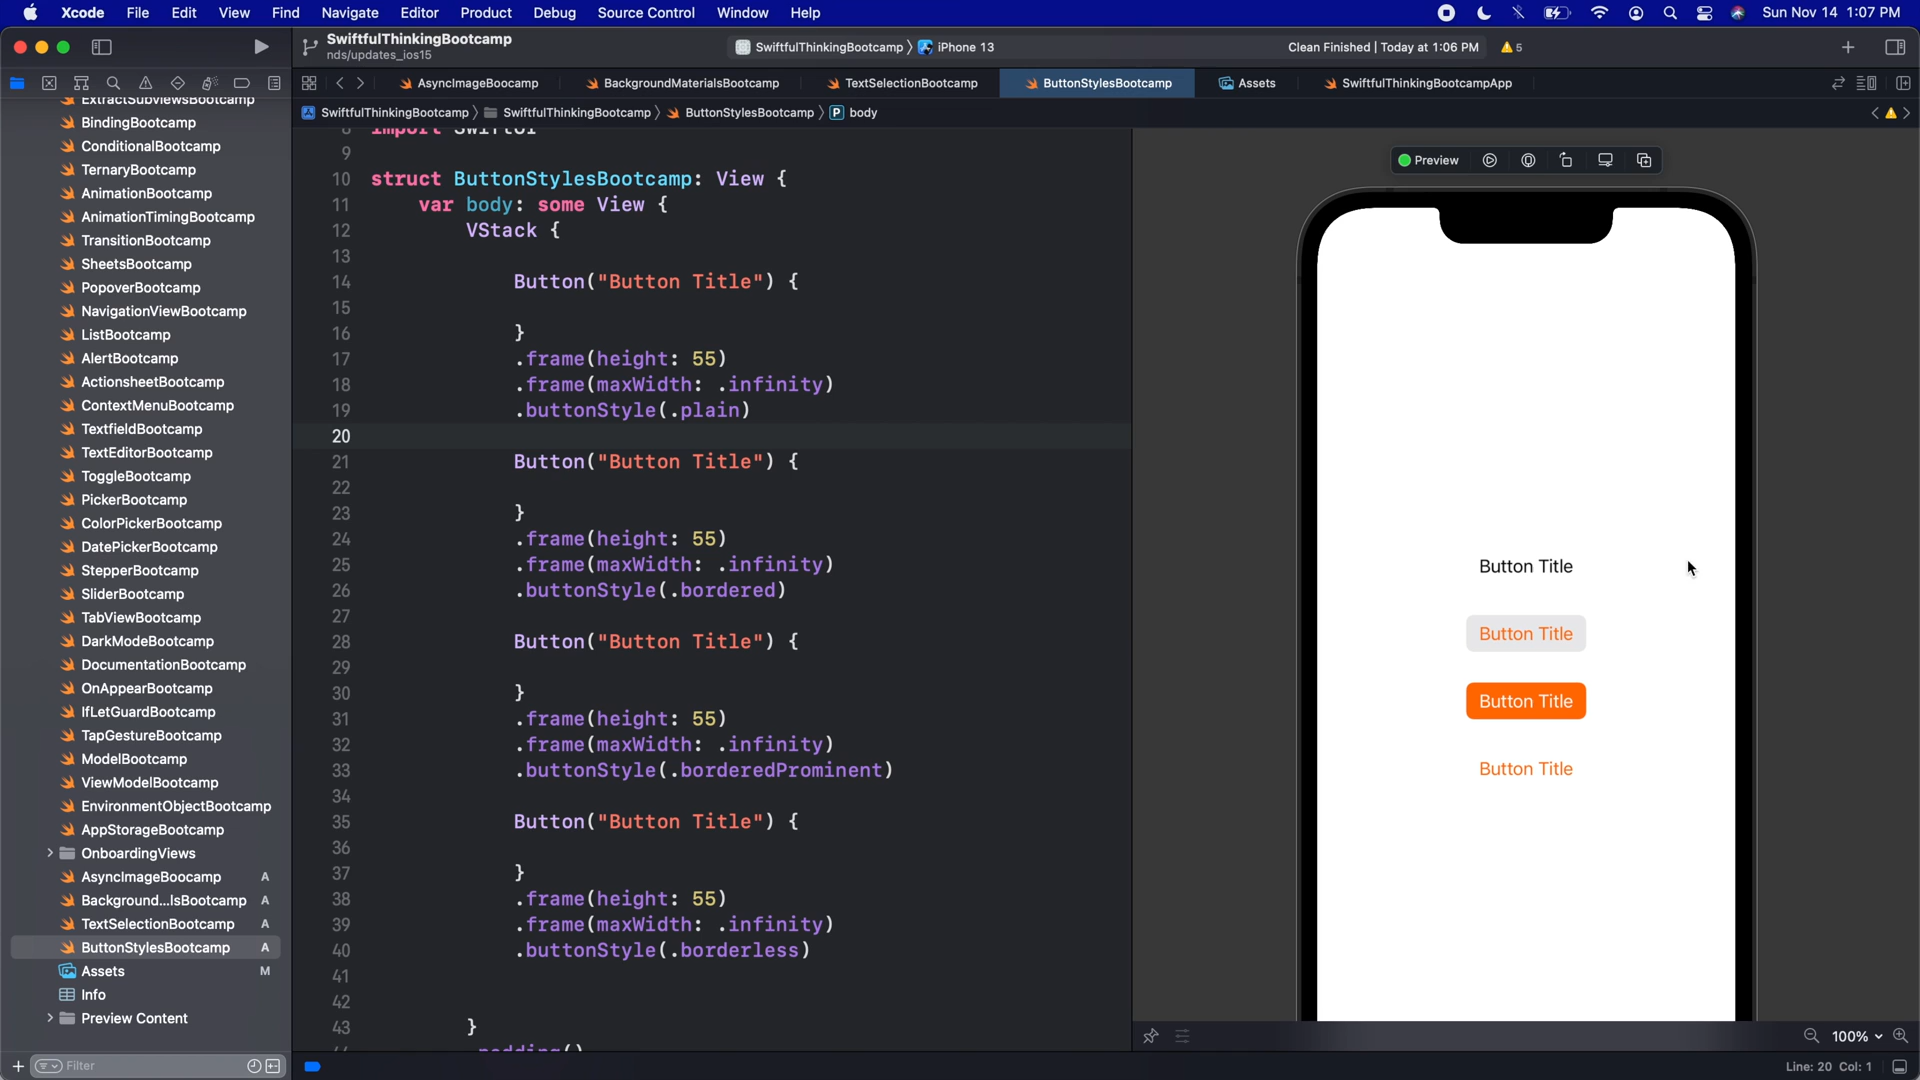 Xcode File Edit View Find Navigate Editor Product Debug Source Control Window Help Sun Nov 14 1:07 PM
SwiftfulThinkingBootcamp
nds/updates_ios15
SwiftfulThinkingBootcamp iPhone 13 Clean Finished | Today at 1:06 PM 5
AsyncImageBoocamp BackgroundMaterialsBootcamp TextSelectionBootcamp ButtonStylesBootcamp Assets SwiftfulThinkingBootcampApp
SwiftfulThinkingBootcamp SwiftfulThinkingBootcamp ButtonStylesBootcamp P body
ExtractSubviewsBootcamp
BindingBootcamp
ConditionalBootcamp
TernaryBootcamp
AnimationBootcamp
AnimationTimingBootcamp
TransitionBootcamp
SheetsBootcamp
PopoverBootcamp
NavigationViewBootcamp
ListBootcamp
AlertBootcamp
ActionsheetBootcamp
ContextMenuBootcamp
TextfieldBootcamp
TextEditorBootcamp
ToggleBootcamp
PickerBootcamp
ColorPickerBootcamp
DatePickerBootcamp
StepperBootcamp
SliderBootcamp
TabViewBootcamp
DarkModeBootcamp
DocumentationBootcamp
OnAppearBootcamp
IfLetGuardBootcamp
TapGestureBootcamp
ModelBootcamp
ViewModelBootcamp
EnvironmentObjectBootcamp
AppStorageBootcamp
OnboardingViews
AsyncImageBoocamp A
Background...lsBootcamp A
TextSelectionBootcamp A
ButtonStylesBootcamp A
Assets M
Info
Preview Content
Filter
8 import SwiftUI
9
10 struct ButtonStylesBootcamp: View {
11 var body: some View {
12 VStack {
13
14 Button("Button Title") {
15
16 }
17 .frame(height: 55)
18 .frame(maxWidth: .infinity)
19 .buttonStyle(.plain)
20
21 Button("Button Title") {
22
23 }
24 .frame(height: 55)
25 .frame(maxWidth: .infinity)
26 .buttonStyle(.bordered)
27
28 Button("Button Title") {
29
30 }
31 .frame(height: 55)
32 .frame(maxWidth: .infinity)
33 .buttonStyle(.borderedProminent)
34
35 Button("Button Title") {
36
37 }
38 .frame(height: 55)
39 .frame(maxWidth: .infinity)
40 .buttonStyle(.borderless)
41
42
43 }
44 .padding()
Preview
Button Title
Button Title
Button Title
Button Title
100%
Line: 20 Col: 1